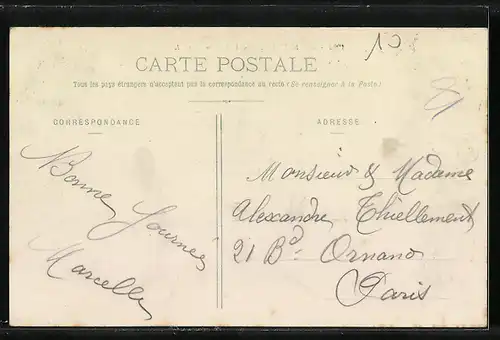 10
CARTE POSTALE
Tous les pays étrangers n'acceptent pas la correspondance au recto (Se renseigner à la Poste)
81
CORRESPONDANCE
Bonne
Journée
Marcelle
ADRESSE
Monsieur & Madame
Alexandre Thiellement
21 Bd. Ornano
Paris